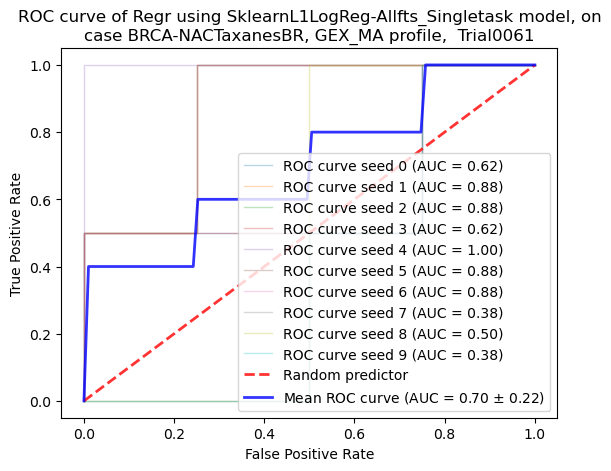 ROC curve of Regr using SklearnL1LogReg-Allfts_Singletask model, on
case BRCA-NACTaxanesBR, GEX_MA profile,  Trial0061
True Positive Rate
1.0
0.8
0.6
0.4
0.2
0.0
ROC curve seed 0 (AUC = 0.62)
ROC curve seed 1 (AUC = 0.88)
ROC curve seed 2 (AUC = 0.88)
ROC curve seed 3 (AUC = 0.62)
ROC curve seed 4 (AUC = 1.00)
ROC curve seed 5 (AUC = 0.88)
ROC curve seed 6 (AUC = 0.88)
ROC curve seed 7 (AUC = 0.38)
ROC curve seed 8 (AUC = 0.50)
ROC curve seed 9 (AUC = 0.38)
Random predictor
Mean ROC curve (AUC = 0.70 ± 0.22)
0.0 0.2 0.4 0.6 0.8 1.0
False Positive Rate